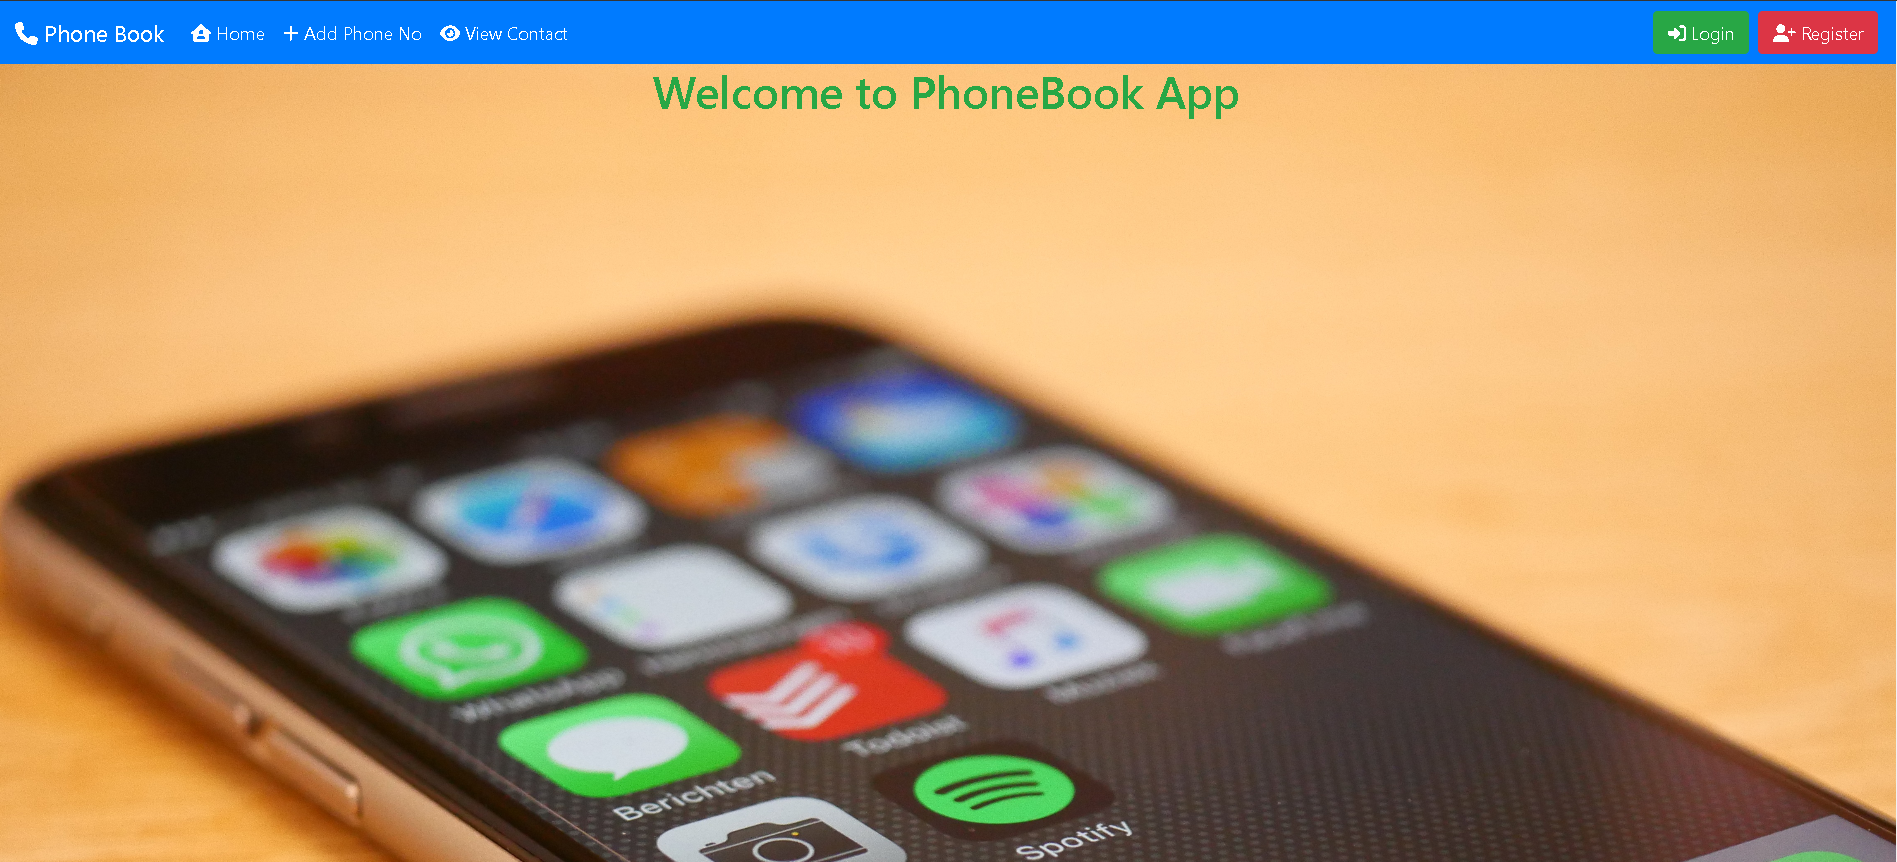 Phone Book
Home
Add Phone No
View Contact
Login
Register
Welcome to PhoneBook App
WhatsApp
Todoist
Berichten
Spotify